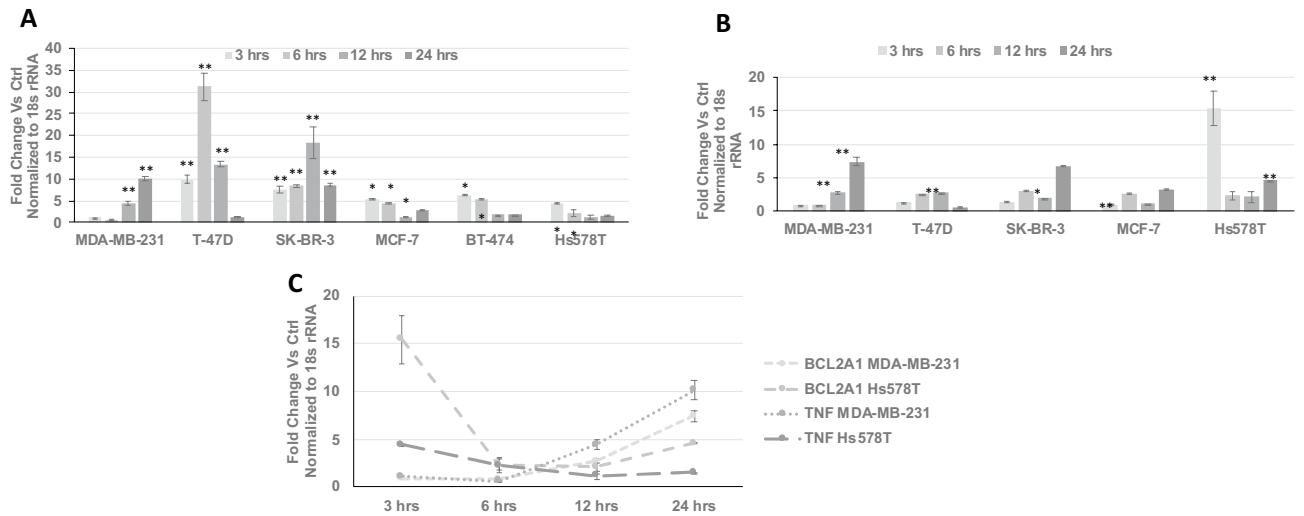 A
Fold Change Vs Ctrl
Normalized to 18s rRNA
40
35
30
25
20
15
10
5
0
3 hrs 6 hrs 12 hrs 24 hrs
** ** ** ** ** ** ** ** ** ** * * * * * * *
MDA-MB-231 T-47D SK-BR-3 MCF-7 BT-474 Hs578T
B
Fold Change Vs Ctrl
Normalized to 18s
rRNA
20
15
10
5
0
3 hrs 6 hrs 12 hrs 24 hrs
** ** ** * ** ** **
MDA-MB-231 T-47D SK-BR-3 MCF-7 Hs578T
C
Fold Change Vs Ctrl
Normalized to 18s rRNA
20
15
10
5
0
3 hrs 6 hrs 12 hrs 24 hrs
BCL2A1 MDA-MB-231
BCL2A1 Hs578T
TNF MDA-MB-231
TNF Hs578T